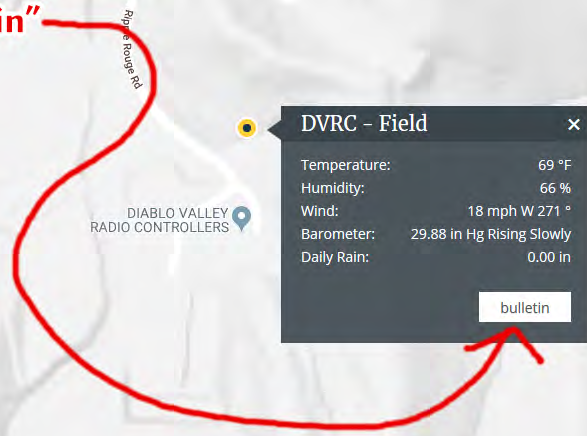 in”
Ripple Rouge Rd
DVRC - Field ×
Temperature: 69 °F
Humidity: 66 %
Wind: 18 mph W 271 °
Barometer: 29.88 in Hg Rising Slowly
Daily Rain: 0.00 in
DIABLO VALLEY
RADIO CONTROLLERS
bulletin